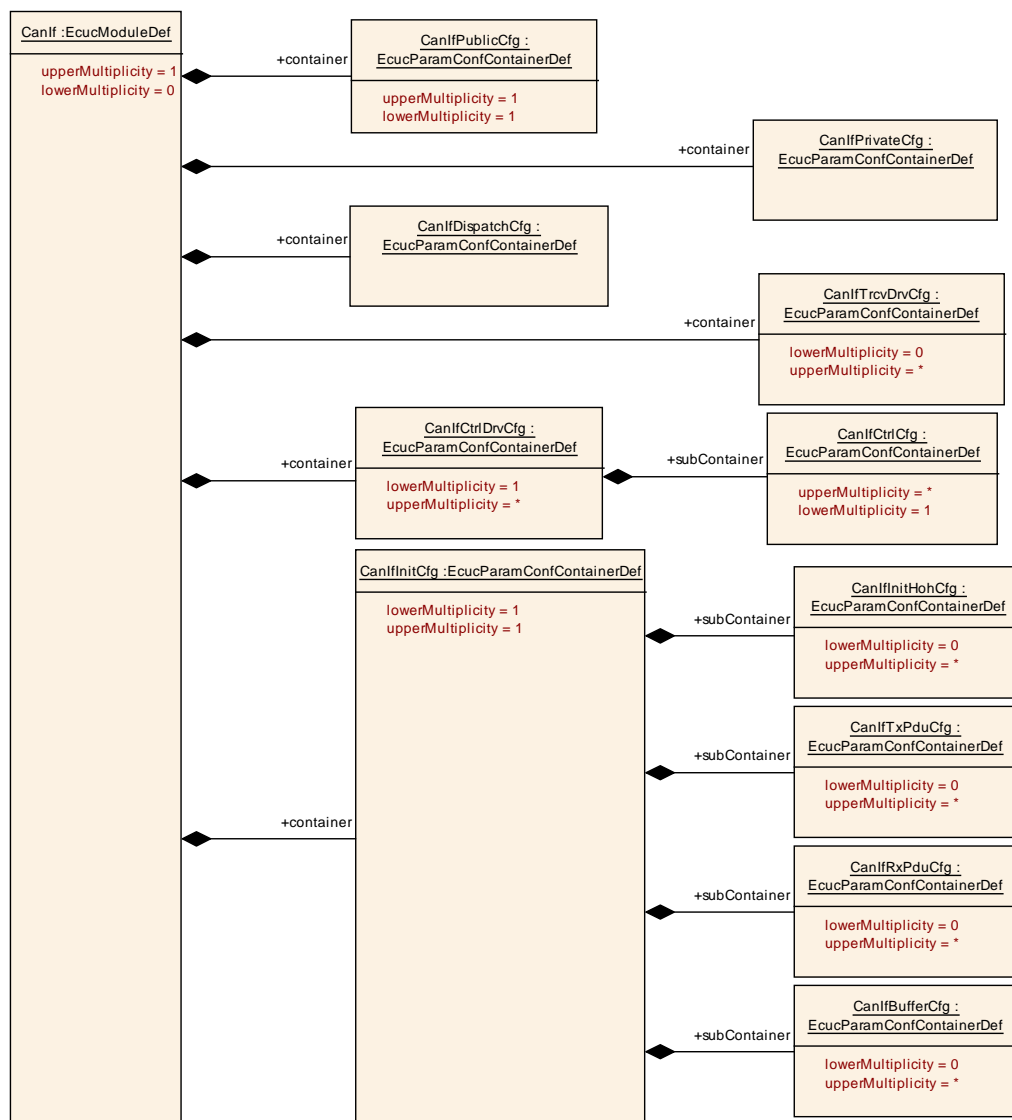 CanIf :EcucModuleDef
upperMultiplicity = 1
lowerMultiplicity = 0
+container
CanIfPublicCfg :
EcucParamConfContainerDef
upperMultiplicity = 1
lowerMultiplicity = 1
+container
CanIfPrivateCfg :
EcucParamConfContainerDef
+container
CanIfDispatchCfg :
EcucParamConfContainerDef
+container
CanIfTrcvDrvCfg :
EcucParamConfContainerDef
lowerMultiplicity = 0
upperMultiplicity = *
+container
CanIfCtrlDrvCfg :
EcucParamConfContainerDef
lowerMultiplicity = 1
upperMultiplicity = *
+subContainer
CanIfCtrlCfg :
EcucParamConfContainerDef
upperMultiplicity = *
lowerMultiplicity = 1
+container
CanIfInitCfg :EcucParamConfContainerDef
lowerMultiplicity = 1
upperMultiplicity = 1
+subContainer
CanIfInitHohCfg :
EcucParamConfContainerDef
lowerMultiplicity = 0
upperMultiplicity = *
+subContainer
CanIfTxPduCfg :
EcucParamConfContainerDef
lowerMultiplicity = 0
upperMultiplicity = *
+subContainer
CanIfRxPduCfg :
EcucParamConfContainerDef
lowerMultiplicity = 0
upperMultiplicity = *
+subContainer
CanIfBufferCfg :
EcucParamConfContainerDef
lowerMultiplicity = 0
upperMultiplicity = *